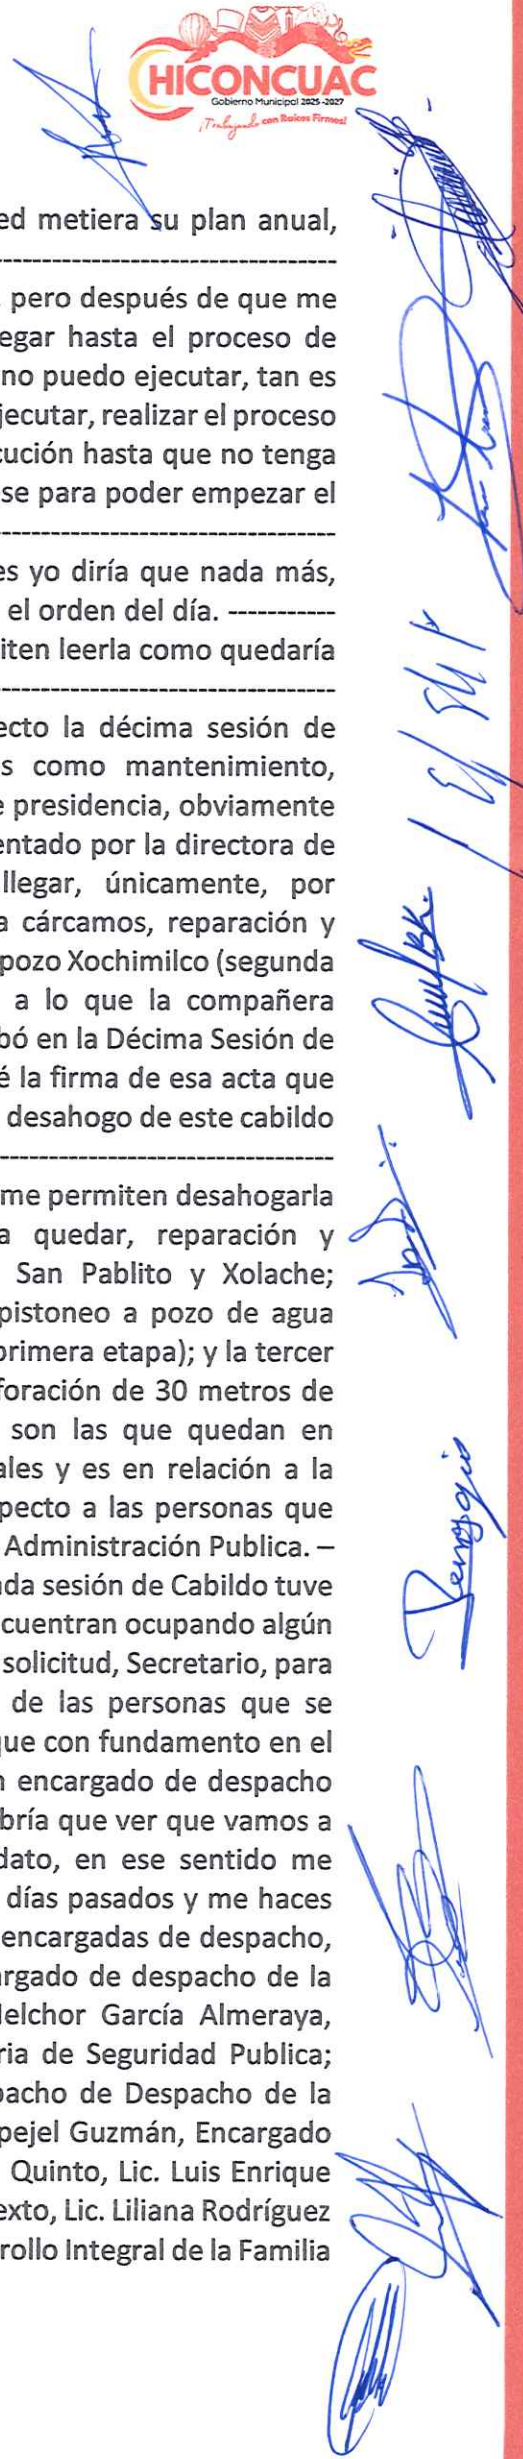 CHICONCUAC
Gobierno Municipal 2025-2027
¡Trabajando con Raíces Firmes!
ed metiera su plan anual,
pero después de que me
egar hasta el proceso de
no puedo ejecutar, tan es
jecutar, realizar el proceso
cución hasta que no tenga
se para poder empezar el
es yo diría que nada más,
el orden del día. -----------
iten leerla como quedaría
ecto la décima sesión de
s como mantenimiento,
e presidencia, obviamente
entado por la directora de
llegar, únicamente, por
a cárcamos, reparación y
pozo Xochimilco (segunda
a lo que la compañera
bó en la Décima Sesión de
é la firma de esa acta que
desahogo de este cabildo
me permiten desahogarla
a quedar, reparación y
San Pablito y Xolache;
pistoneo a pozo de agua
primera etapa); y la tercer
foración de 30 metros de
son las que quedan en
ales y es en relación a la
pecto a las personas que
Administración Publica. –
ada sesión de Cabildo tuve
cuentran ocupando algún
solicitud, Secretario, para
de las personas que se
que con fundamento en el
n encargado de despacho
bría que ver que vamos a
dato, en ese sentido me
días pasados y me haces
encargadas de despacho,
argado de despacho de la
Melchor García Almeraya,
ria de Seguridad Publica;
pacho de Despacho de la
pejel Guzmán, Encargado
Quinto, Lic. Luis Enrique
exto, Lic. Liliana Rodríguez
rollo Integral de la Familia